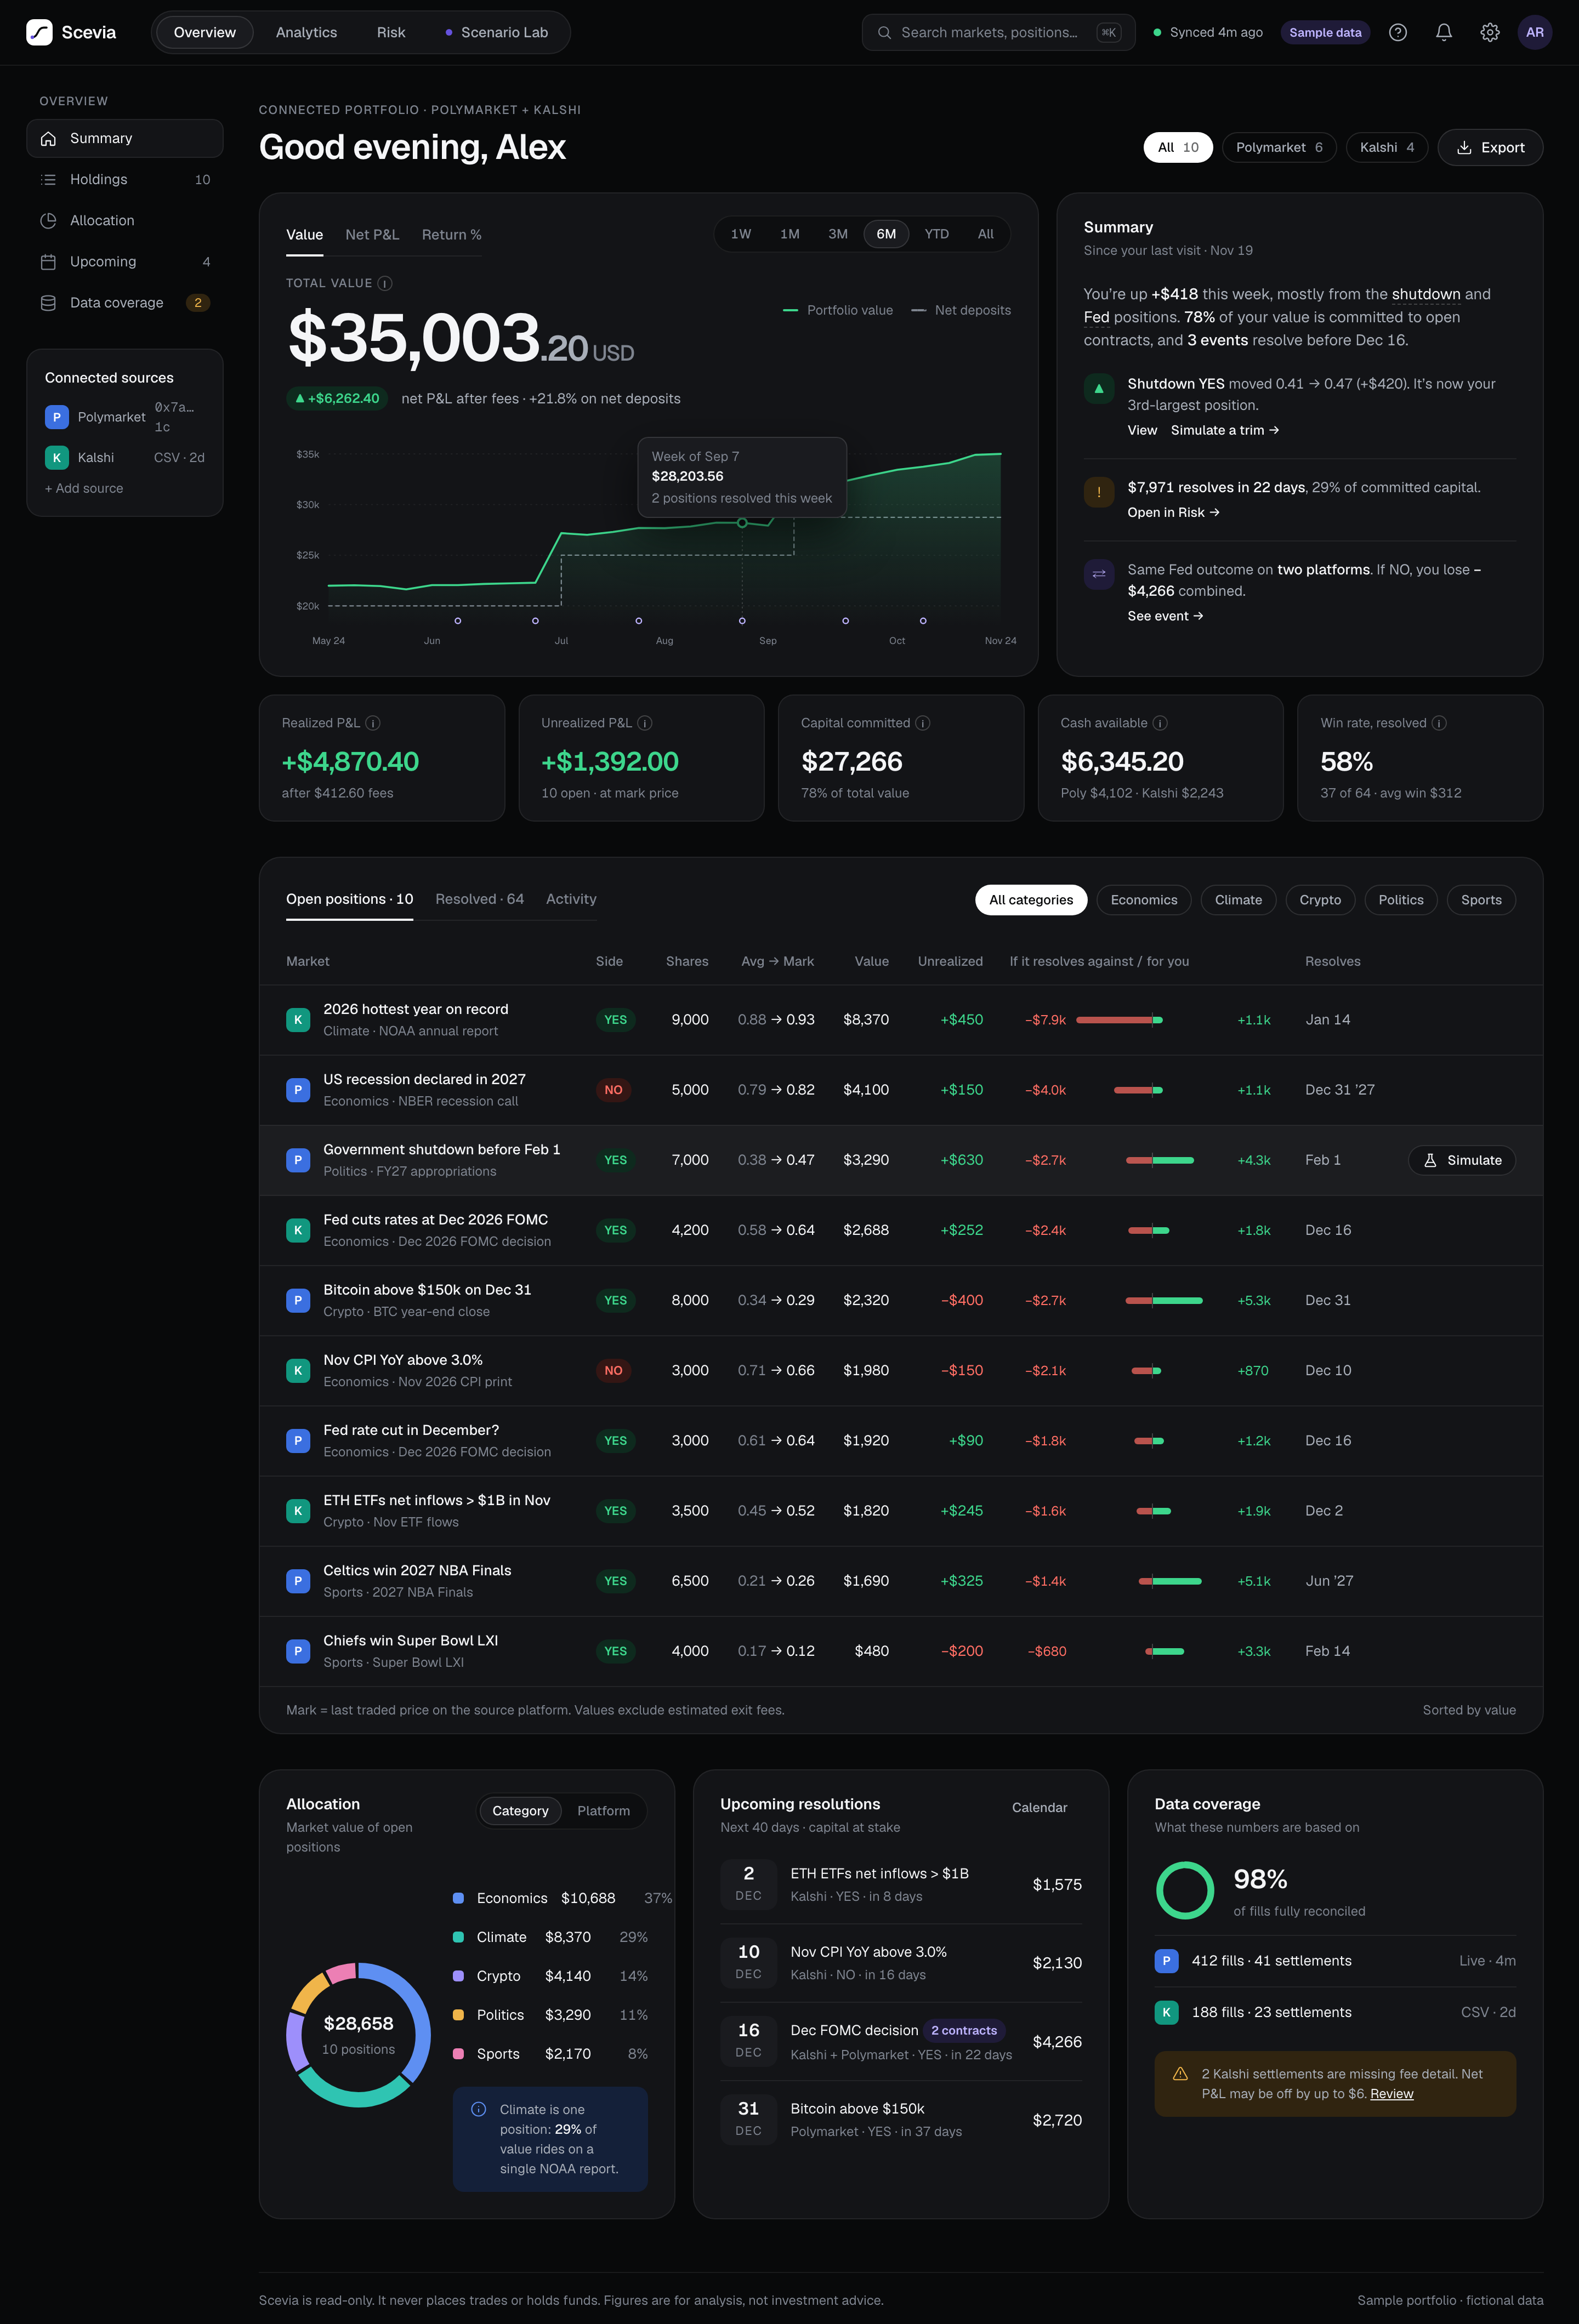 Scevia
Overview
Analytics
Risk
Scenario Lab
Search markets, positions...
⌘K
Synced 4m ago
Sample data
AR
OVERVIEW
Summary
Holdings 10
Allocation
Upcoming 4
Data coverage 2
Connected sources
P Polymarket 0x7a…
1c
K Kalshi CSV · 2d
+ Add source
CONNECTED PORTFOLIO · POLYMARKET + KALSHI
Good evening, Alex
All 10
Polymarket 6
Kalshi 4
Export
Value
Net P&L
Return %
1W 1M 3M 6M YTD All
TOTAL VALUE
$35,003.20 USD
Portfolio value
Net deposits
▲ +$6,262.40
net P&L after fees · +21.8% on net deposits
Week of Sep 7
$28,203.56
2 positions resolved this week
$35k
$30k
$25k
$20k
May 24 Jun Jul Aug Sep Oct Nov 24
Summary
Since your last visit · Nov 19
You’re up +$418 this week, mostly from the shutdown and
Fed positions. 78% of your value is committed to open
contracts, and 3 events resolve before Dec 16.
▲
Shutdown YES moved 0.41 → 0.47 (+$420). It’s now your
3rd-largest position.
View Simulate a trim →
!
$7,971 resolves in 22 days, 29% of committed capital.
Open in Risk →
Same Fed outcome on two platforms. If NO, you lose −
$4,266 combined.
See event →
Realized P&L
+$4,870.40
after $412.60 fees
Unrealized P&L
+$1,392.00
10 open · at mark price
Capital committed
$27,266
78% of total value
Cash available
$6,345.20
Poly $4,102 · Kalshi $2,243
Win rate, resolved
58%
37 of 64 · avg win $312
Open positions · 10
Resolved · 64
Activity
All categories
Economics
Climate
Crypto
Politics
Sports
Market Side Shares Avg → Mark Value Unrealized If it resolves against / for you Resolves
K 2026 hottest year on record
Climate · NOAA annual report
YES 9,000 0.88 → 0.93 $8,370 +$450 −$7.9k +1.1k Jan 14
P US recession declared in 2027
Economics · NBER recession call
NO 5,000 0.79 → 0.82 $4,100 +$150 −$4.0k +1.1k Dec 31 ’27
P Government shutdown before Feb 1
Politics · FY27 appropriations
YES 7,000 0.38 → 0.47 $3,290 +$630 −$2.7k +4.3k Feb 1 Simulate
K Fed cuts rates at Dec 2026 FOMC
Economics · Dec 2026 FOMC decision
YES 4,200 0.58 → 0.64 $2,688 +$252 −$2.4k +1.8k Dec 16
P Bitcoin above $150k on Dec 31
Crypto · BTC year-end close
YES 8,000 0.34 → 0.29 $2,320 −$400 −$2.7k +5.3k Dec 31
K Nov CPI YoY above 3.0%
Economics · Nov 2026 CPI print
NO 3,000 0.71 → 0.66 $1,980 −$150 −$2.1k +870 Dec 10
P Fed rate cut in December?
Economics · Dec 2026 FOMC decision
YES 3,000 0.61 → 0.64 $1,920 +$90 −$1.8k +1.2k Dec 16
K ETH ETFs net inflows > $1B in Nov
Crypto · Nov ETF flows
YES 3,500 0.45 → 0.52 $1,820 +$245 −$1.6k +1.9k Dec 2
P Celtics win 2027 NBA Finals
Sports · 2027 NBA Finals
YES 6,500 0.21 → 0.26 $1,690 +$325 −$1.4k +5.1k Jun ’27
P Chiefs win Super Bowl LXI
Sports · Super Bowl LXI
YES 4,000 0.17 → 0.12 $480 −$200 −$680 +3.3k Feb 14
Mark = last traded price on the source platform. Values exclude estimated exit fees.
Sorted by value
Allocation
Market value of open
positions
Category
Platform
$28,658
10 positions
Economics $10,688 37%
Climate $8,370 29%
Crypto $4,140 14%
Politics $3,290 11%
Sports $2,170 8%
Climate is one
position: 29% of
value rides on a
single NOAA report.
Upcoming resolutions
Next 40 days · capital at stake
Calendar
2
DEC
ETH ETFs net inflows > $1B
Kalshi · YES · in 8 days
$1,575
10
DEC
Nov CPI YoY above 3.0%
Kalshi · NO · in 16 days
$2,130
16
DEC
Dec FOMC decision 2 contracts
Kalshi + Polymarket · YES · in 22 days
$4,266
31
DEC
Bitcoin above $150k
Polymarket · YES · in 37 days
$2,720
Data coverage
What these numbers are based on
98%
of fills fully reconciled
P 412 fills · 41 settlements Live · 4m
K 188 fills · 23 settlements CSV · 2d
2 Kalshi settlements are missing fee detail. Net
P&L may be off by up to $6. Review
Scevia is read-only. It never places trades or holds funds. Figures are for analysis, not investment advice.
Sample portfolio · fictional data